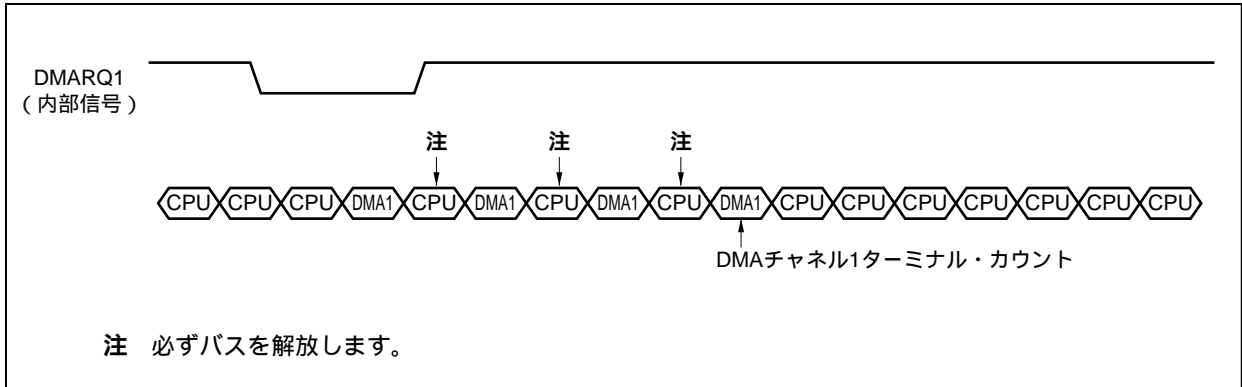 DMARQ1
（内部信号）
注 注 注
CPU CPU CPU DMA1 CPU DMA1 CPU DMA1 CPU DMA1 CPU CPU CPU CPU CPU CPU CPU
DMAチャネル1ターミナル・カウント
注 必ずバスを解放します。